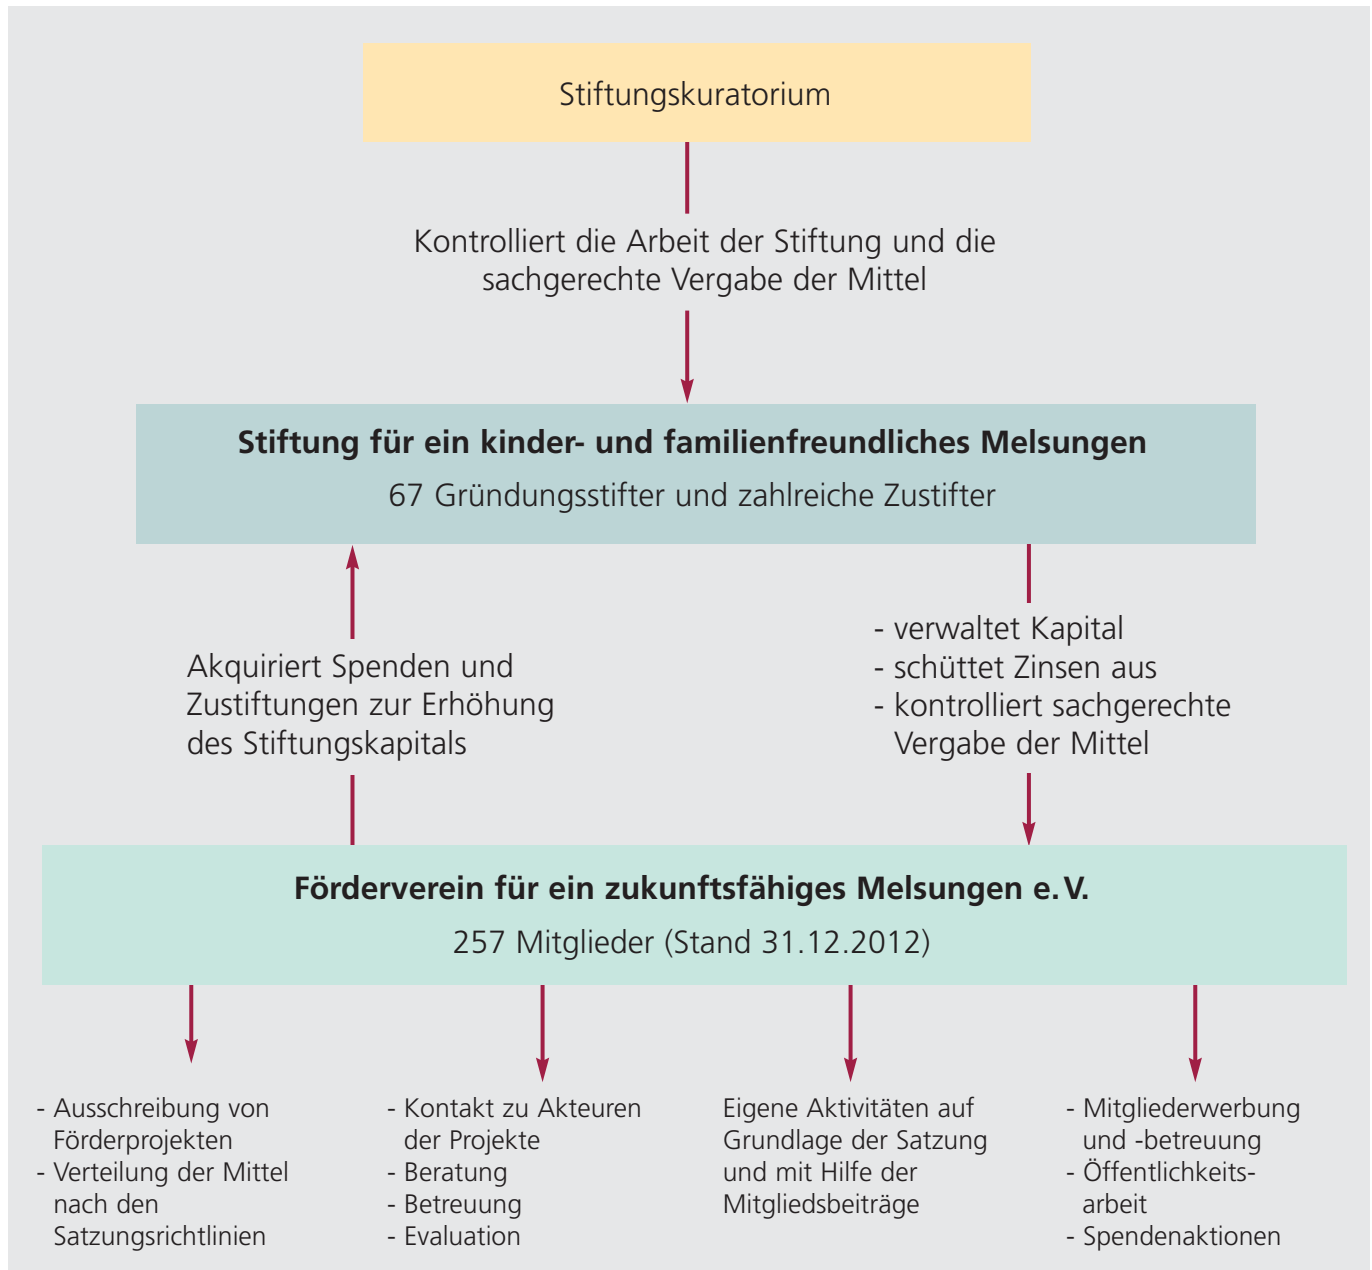 Stiftungskuratorium
Kontrolliert die Arbeit der Stiftung und die
sachgerechte Vergabe der Mittel
Stiftung für ein kinder- und familienfreundliches Melsungen
67 Gründungsstifter und zahlreiche Zustifter
Akquiriert Spenden und
Zustiftungen zur Erhöhung
des Stiftungskapitals
- verwaltet Kapital
- schüttet Zinsen aus
- kontrolliert sachgerechte
Vergabe der Mittel
Förderverein für ein zukunftsfähiges Melsungen e.V.
257 Mitglieder (Stand 31.12.2012)
- Ausschreibung von
Förderprojekten
- Verteilung der Mittel
nach den
Satzungsrichtlinien
- Kontakt zu Akteuren
der Projekte
- Beratung
- Betreuung
- Evaluation
Eigene Aktivitäten auf
Grundlage der Satzung
und mit Hilfe der
Mitgliedsbeiträge
- Mitgliederwerbung
und -betreuung
- Öffentlichkeits-
arbeit
- Spendenaktionen